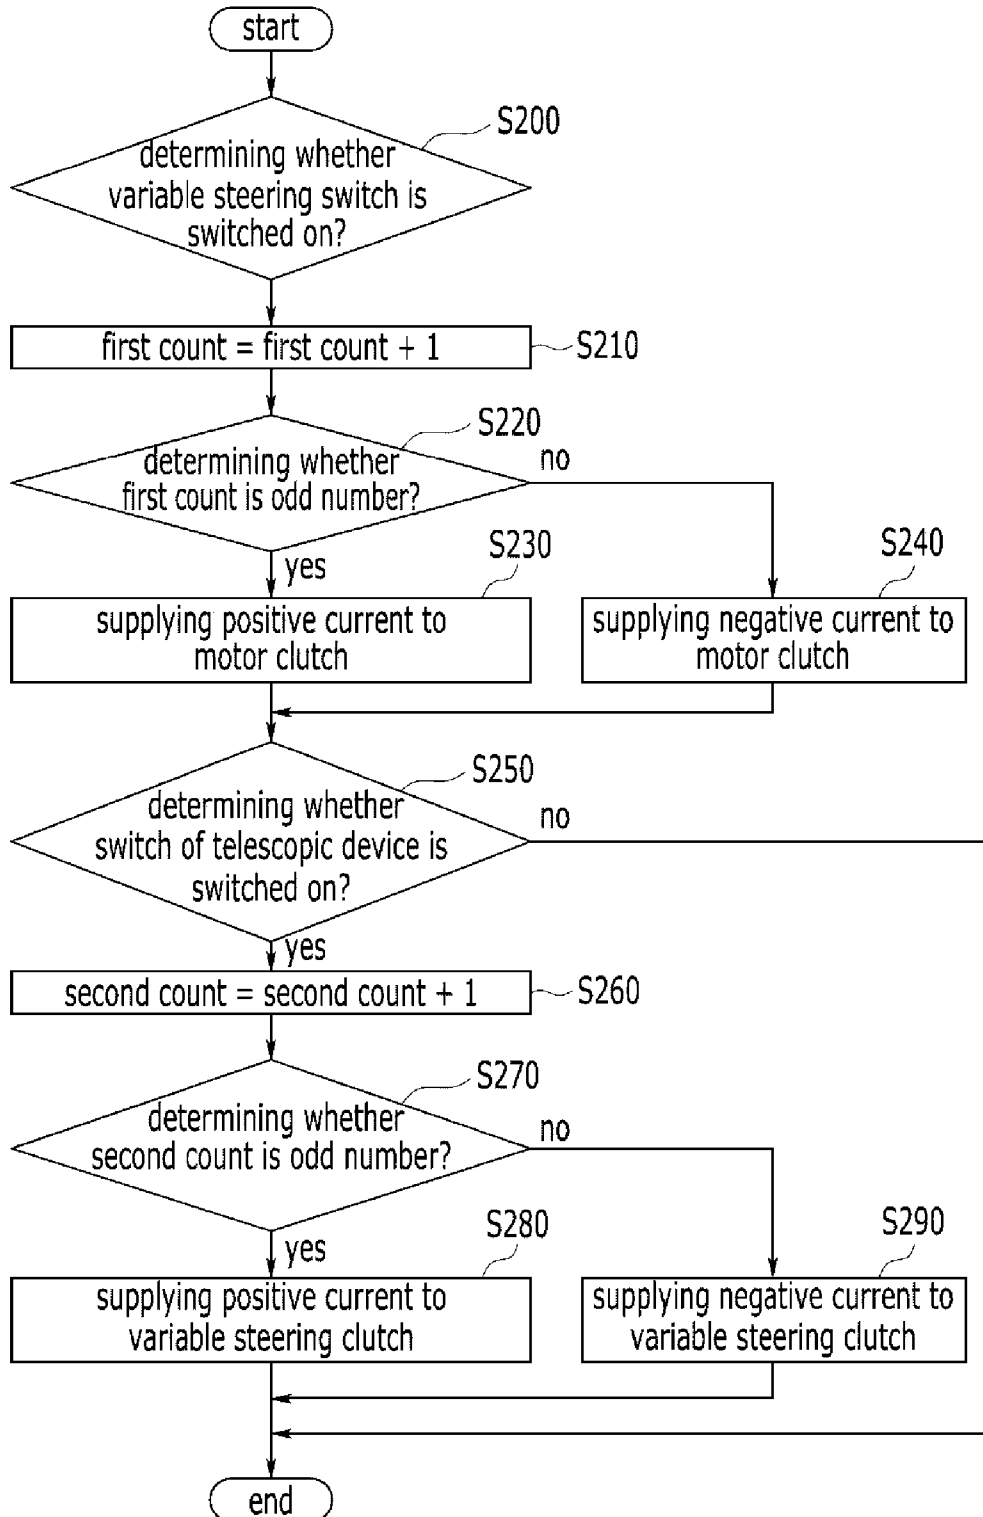 start
S200
determining whether
variable steering switch is
switched on?
first count = first count + 1
S210
S220
determining whether
first count is odd number?
no
yes
S230
S240
supplying positive current to
motor clutch
supplying negative current to
motor clutch
S250
determining whether
switch of telescopic device is
switched on?
no
yes
second count = second count + 1
S260
S270
determining whether
second count is odd number?
no
yes
S280
S290
supplying positive current to
variable steering clutch
supplying negative current to
variable steering clutch
end